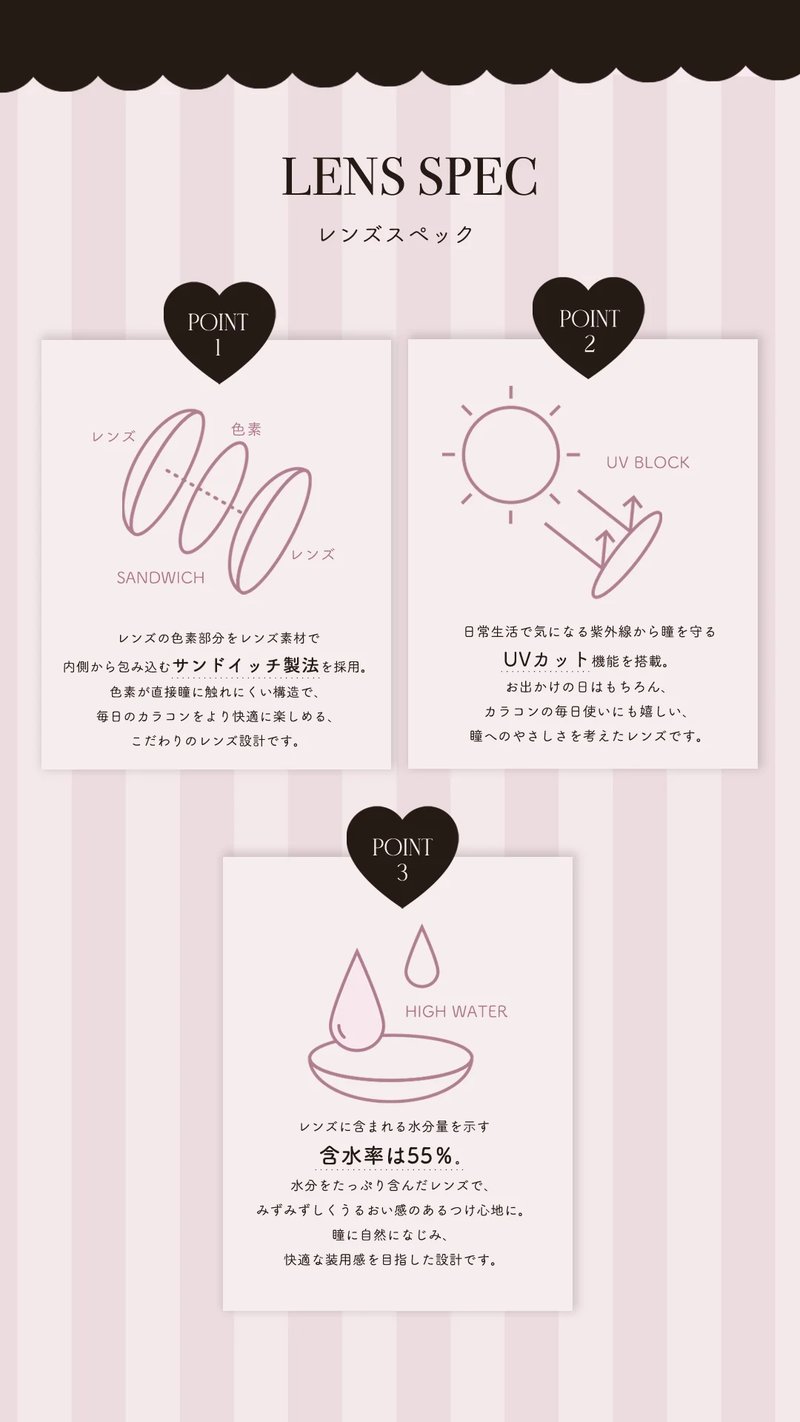 LENS SPEC
レンズスペック
POINT
1
レンズ
色素
レンズ
SANDWICH
レンズの色素部分をレンズ素材で
内側から包み込むサンドイッチ製法を採用。
色素が直接瞳に触れにくい構造で、
毎日のカラコンをより快適に楽しめる、
こだわりのレンズ設計です。
POINT
2
UV BLOCK
日常生活で気になる紫外線から瞳を守る
UVカット機能を搭載。
お出かけの日はもちろん、
カラコンの毎日使いにも嬉しい、
瞳へのやさしさを考えたレンズです。
POINT
3
HIGH WATER
レンズに含まれる水分量を示す
含水率は55％。
水分をたっぷり含んだレンズで、
みずみずしくうるおい感のあるつけ心地に。
瞳に自然になじみ、
快適な装用感を目指した設計です。